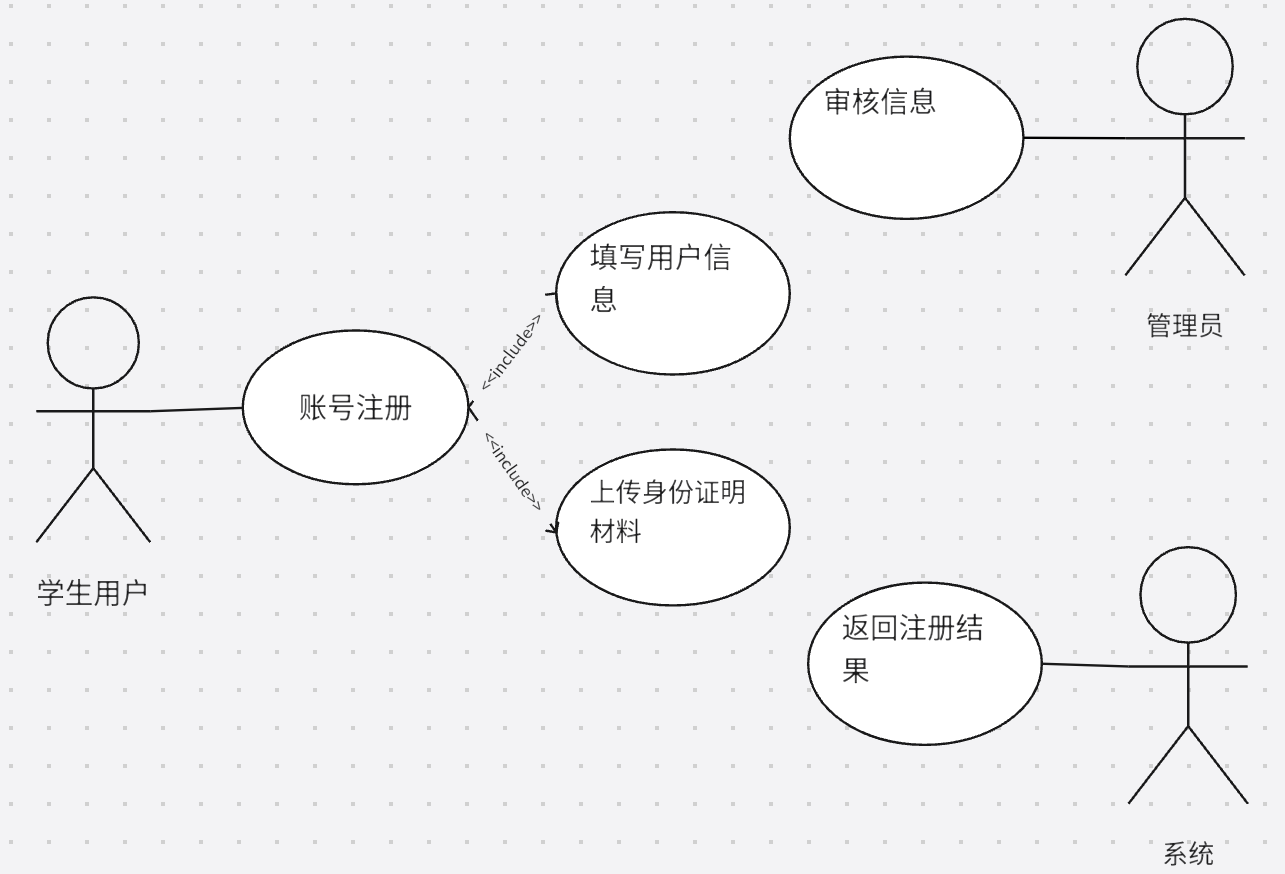 审核信息
管理员
填写用户信
息
<<include>>
账号注册
<<include>>
上传身份证明
材料
学生用户
返回注册结
果
系统